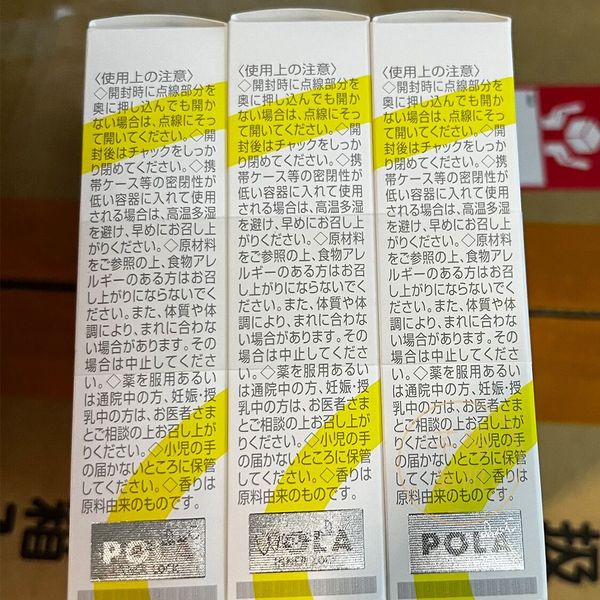 〈使用上の注意〉
◇開封時に点線部分を
奥に押し込んでも開か
ない場合は、点線にそっ
て開いてください。◇開
封後はチャックをしっか
り閉めてください。◇携
帯ケース等の密閉性が
低い容器に入れて使用
される場合は、高温多湿
を避け、早めにお召し上
がりください。◇原材料
をご参照の上、食物アレ
ルギーのある方はお召
し上がりにならないでく
ださい。また、体質や体
調により、まれに合わな
い場合があります。その
場合は中止してくださ
い。◇薬を服用あるい
は通院中の方、妊娠・授
乳中の方は、お医者さま
とご相談の上お召し上が
りください。◇小児の手
の届かないところに保管
してください。◇香りは
原料由来のものです。
POLA
〈使用上の注意〉
◇開封時に点線部分を
奥に押し込んでも開か
ない場合は、点線にそっ
て開いてください。◇開
封後はチャックをしっか
り閉めてください。◇携
帯ケース等の密閉性が
低い容器に入れて使用
される場合は、高温多湿
を避け、早めにお召し上
がりください。◇原材料
をご参照の上、食物アレ
ルギーのある方はお召
し上がりにならないでく
ださい。また、体質や体
調により、まれに合わな
い場合があります。その
場合は中止してくださ
い。◇薬を服用あるい
は通院中の方、妊娠・授
乳中の方は、お医者さま
とご相談の上お召し上が
りください。◇小児の手
の届かないところに保管
してください。◇香りは
原料由来のものです。
〈使用上の注意〉
◇開封時に点線部分を
奥に押し込んでも開か
ない場合は、点線にそっ
て開いてください。◇開
封後はチャックをしっか
り閉めてください。◇携
帯ケース等の密閉性が
低い容器に入れて使用
される場合は、高温多湿
を避け、早めにお召し上
がりください。◇原材料
をご参照の上、食物アレ
ルギーのある方はお召
し上がりにならないでく
ださい。また、体質や体
調により、まれに合わな
い場合があります。その
場合は中止してくださ
い。◇薬を服用あるい
は通院中の方、妊娠・授
乳中の方は、お医者さま
とご相談の上お召し上が
りください。◇小児の手
の届かないところに保管
してください。◇香りは
原料由来のものです。
POLA
箱
扱